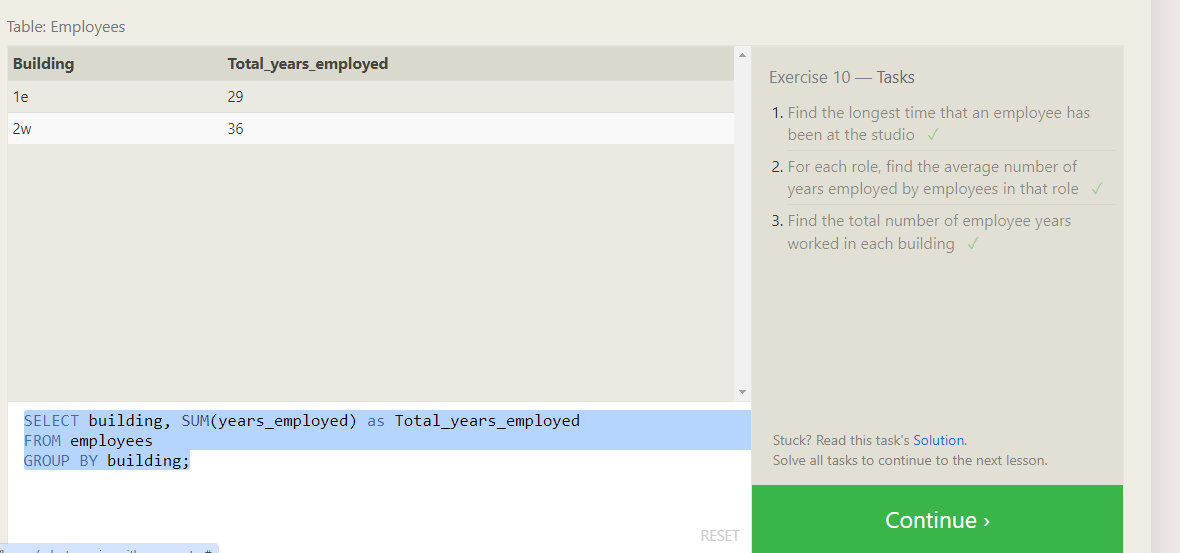 Table: Employees
Building Total_years_employed
1e 29
2w 36
SELECT building, SUM(years_employed) as Total_years_employed
FROM employees
GROUP BY building;
RESET
Exercise 10 — Tasks
1. Find the longest time that an employee has
been at the studio ✓
2. For each role, find the average number of
years employed by employees in that role ✓
3. Find the total number of employee years
worked in each building ✓
Stuck? Read this task's Solution.
Solve all tasks to continue to the next lesson.
Continue ›